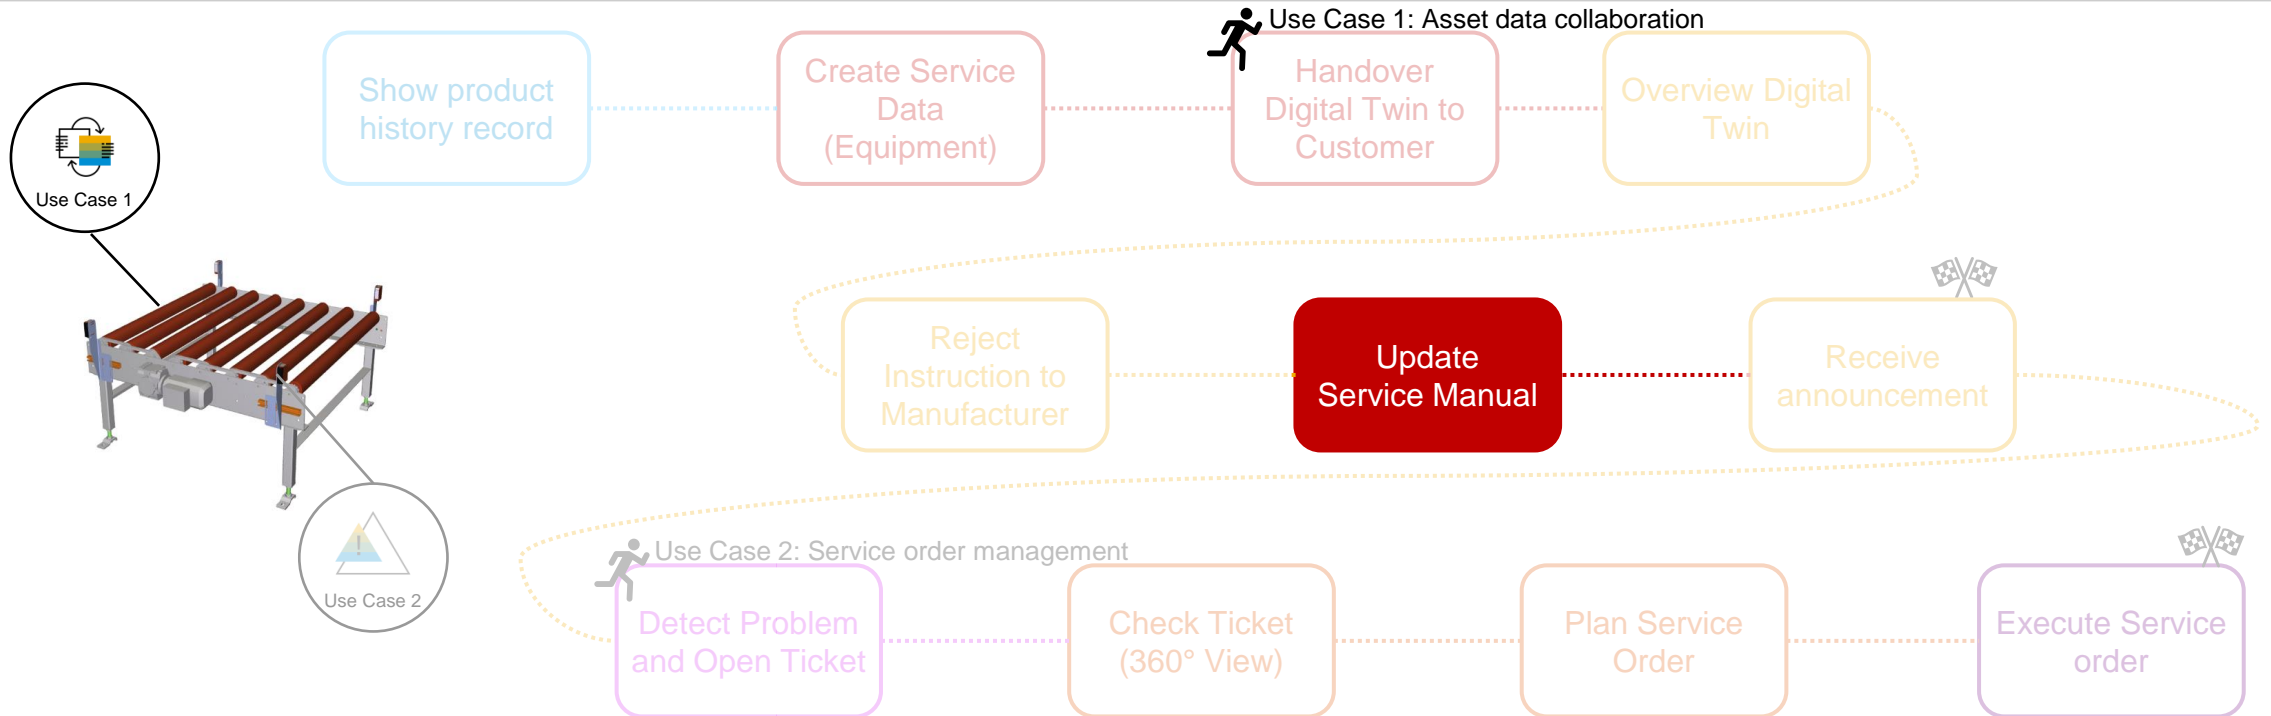 Use Case 1: Asset data collaboration
Show product
history record
Create Service
Data
(Equipment)
Handover
Digital Twin to
Customer
Overview Digital
Twin
Use Case 1
Reject
Instruction to
Manufacturer
Update
Service Manual
Receive
announcement
Use Case 2
Use Case 2: Service order management
Detect Problem
and Open Ticket
Check Ticket
(360° View)
Plan Service
Order
Execute Service
order